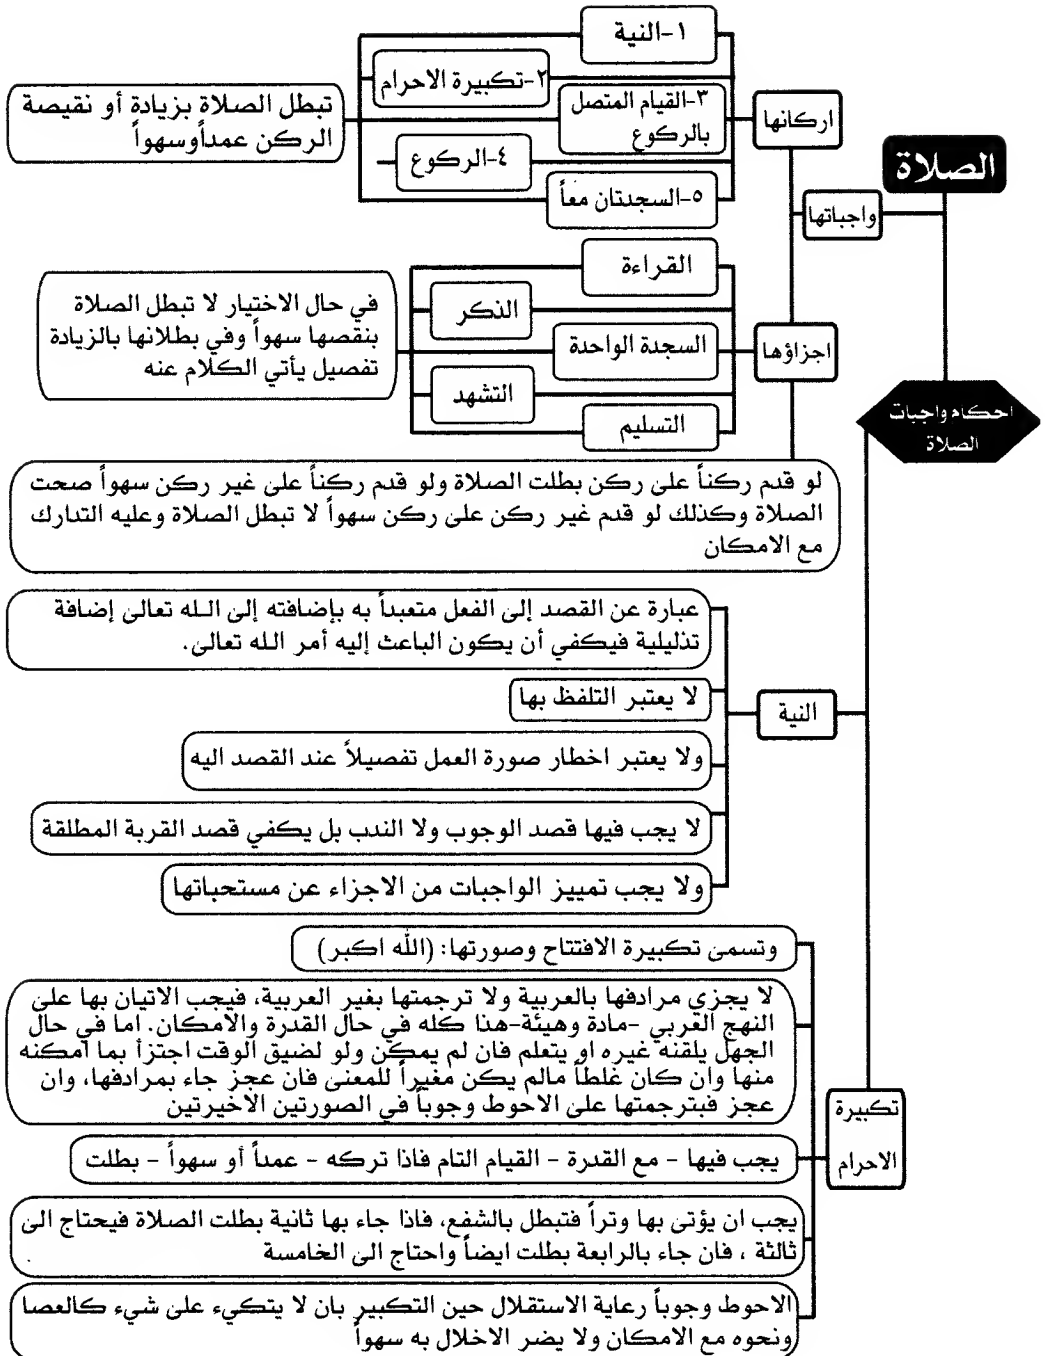 الصلاة
احكام واجبات
الصلاة
واجباتها
اركانها
١-النية
٢-تكبيرة الاحرام
٣-القيام المتصل
بالركوع
٤-الركوع
٥-السجدتان معاً
تبطل الصلاة بزيادة أو نقيصة
الركن عمداًوسهواً
اجزاؤها
القراءة
الذكر
السجدة الواحدة
التشهد
التسليم
في حال الاختيار لا تبطل الصلاة
بنقصها سهواً وفي بطلانها بالزيادة
تفصيل يأتي الكلام عنه
لو قدم ركناً على ركن بطلت الصلاة ولو قدم ركناً على غير ركن سهواً صحت
الصلاة وكذلك لو قدم غير ركن على ركن سهواً لا تبطل الصلاة وعليه التدارك
مع الامكان
النية
عبارة عن القصد إلى الفعل متعبداً به بإضافته إلى الله تعالى إضافة
تذليلية فيكفي أن يكون الباعث إليه أمر الله تعالى.
لا يعتبر التلفظ بها
ولا يعتبر اخطار صورة العمل تفصيلاً عند القصد اليه
لا يجب فيها قصد الوجوب ولا الندب بل يكفي قصد القربة المطلقة
ولا يجب تمييز الواجبات من الاجزاء عن مستحباتها
تكبيرة
الاحرام
وتسمى تكبيرة الافتتاح وصورتها: (الله اكبر)
لا يجزي مرادفها بالعربية ولا ترجمتها بغير العربية، فيجب الاتيان بها على
النهج العربي -مادة وهيئة-هذا كله في حال القدرة والامكان. اما في حال
الجهل يلقنه غيره او يتعلم فان لم يمكن ولو لضيق الوقت اجتزأ بما امكنه
منها وان كان غلطاً مالم يكن مغيراً للمعنى فان عجز جاء بمرادفها، وان
عجز فبترجمتها على الاحوط وجوباً في الصورتين الاخيرتين
يجب فيها - مع القدرة - القيام التام فاذا تركه - عمداً أو سهواً - بطلت
يجب ان يؤتى بها وتراً فتبطل بالشفع، فاذا جاء بها ثانية بطلت الصلاة فيحتاج الى
ثالثة ، فان جاء بالرابعة بطلت ايضاً واحتاج الى الخامسة
الاحوط وجوباً رعاية الاستقلال حين التكبير بان لا يتكيء على شيء كالعصا
ونحوه مع الامكان ولا يضر الاخلال به سهواً